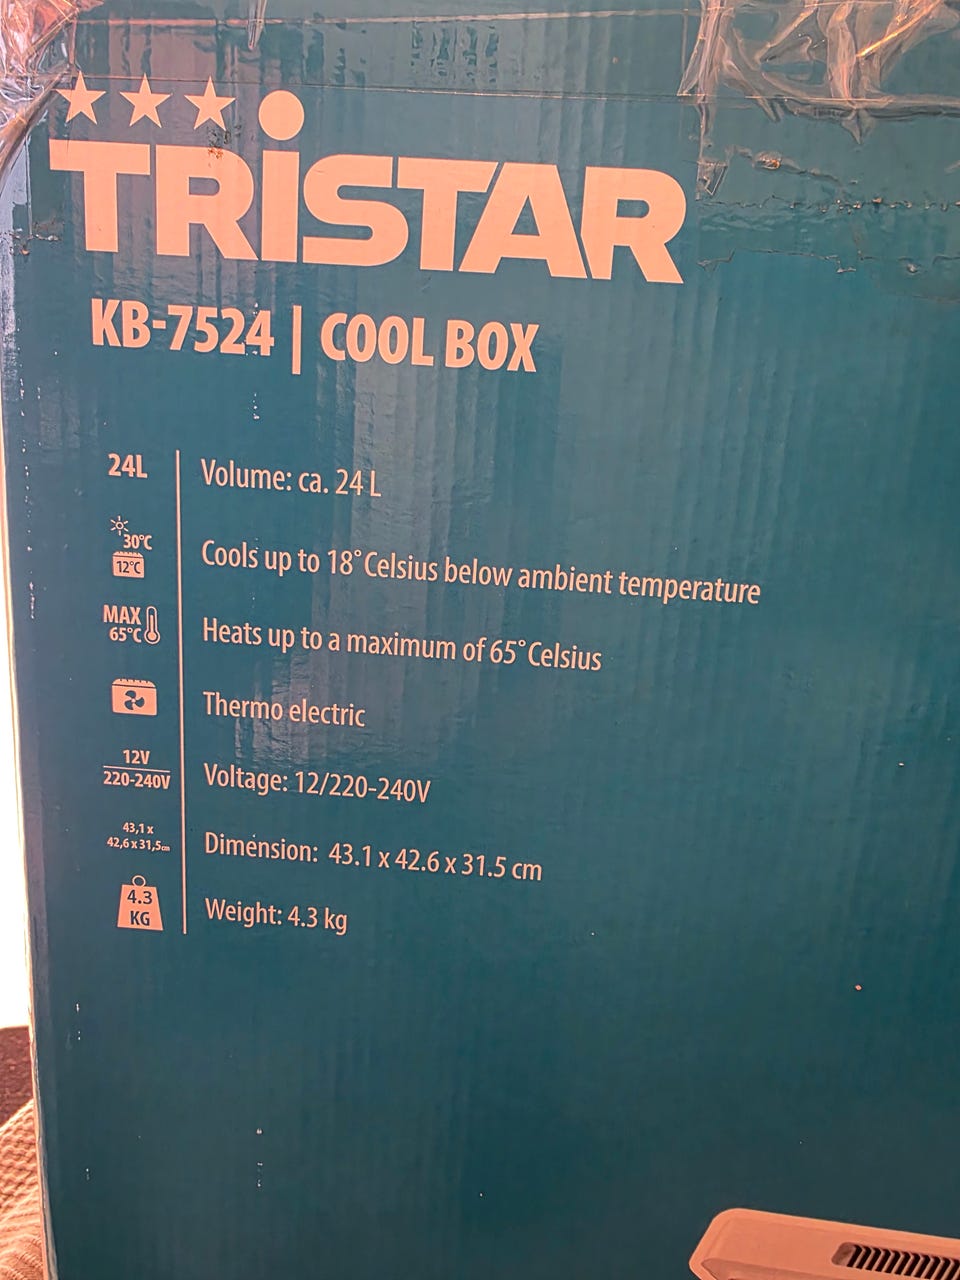 TRiSTAR
KB-7524 | COOL BOX
24L Volume: ca. 24 L
30°C
12°C
Cools up to 18° Celsius below ambient temperature
MAX
65°C
Heats up to a maximum of 65° Celsius
Thermo electric
12V
220-240V
Voltage: 12/220-240V
43,1 x
42,6 x 31,5cm
Dimension: 43.1 x 42.6 x 31.5 cm
4.3
KG
Weight: 4.3 kg